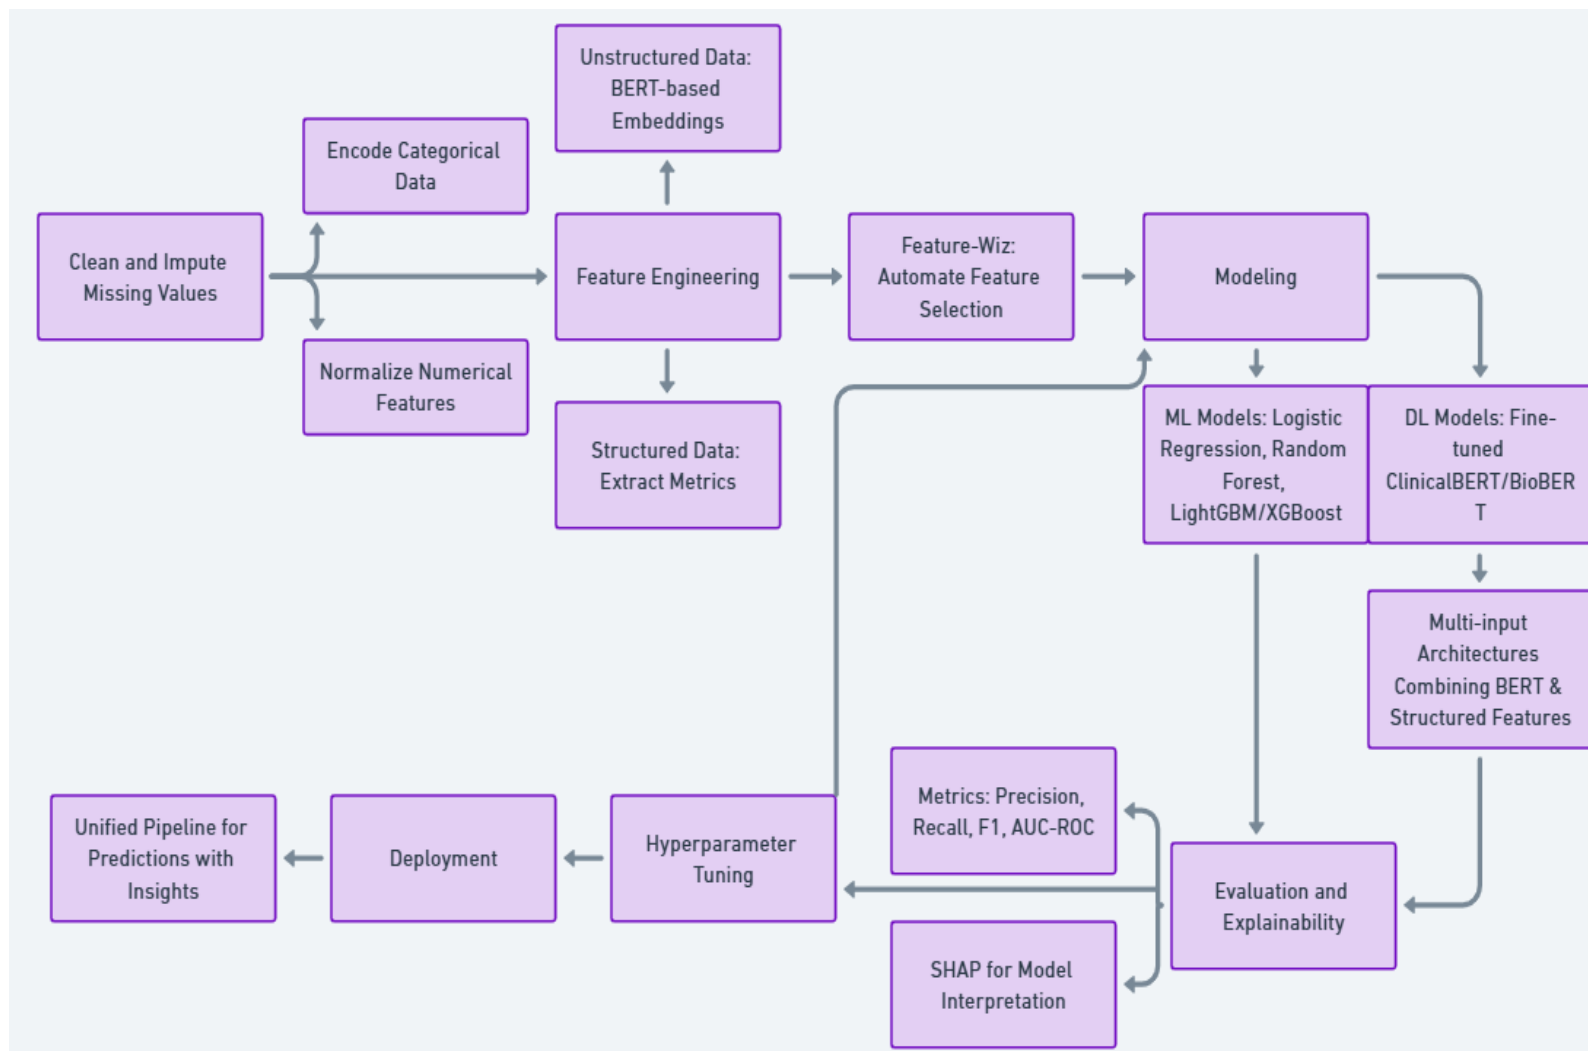 Unstructured Data:
BERT-based
Embeddings
Encode Categorical
Data
Clean and Impute
Missing Values
Feature Engineering
Feature-Wiz:
Automate Feature
Selection
Modeling
Normalize Numerical
Features
Structured Data:
Extract Metrics
ML Models: Logistic
Regression, Random
Forest,
LightGBM/XGBoost
DL Models: Fine-
tuned
ClinicalBERT/BioBER
T
Multi-input
Architectures
Combining BERT &
Structured Features
Metrics: Precision,
Recall, F1, AUC-ROC
Unified Pipeline for
Predictions with
Insights
Deployment
Hyperparameter
Tuning
Evaluation and
Explainability
SHAP for Model
Interpretation